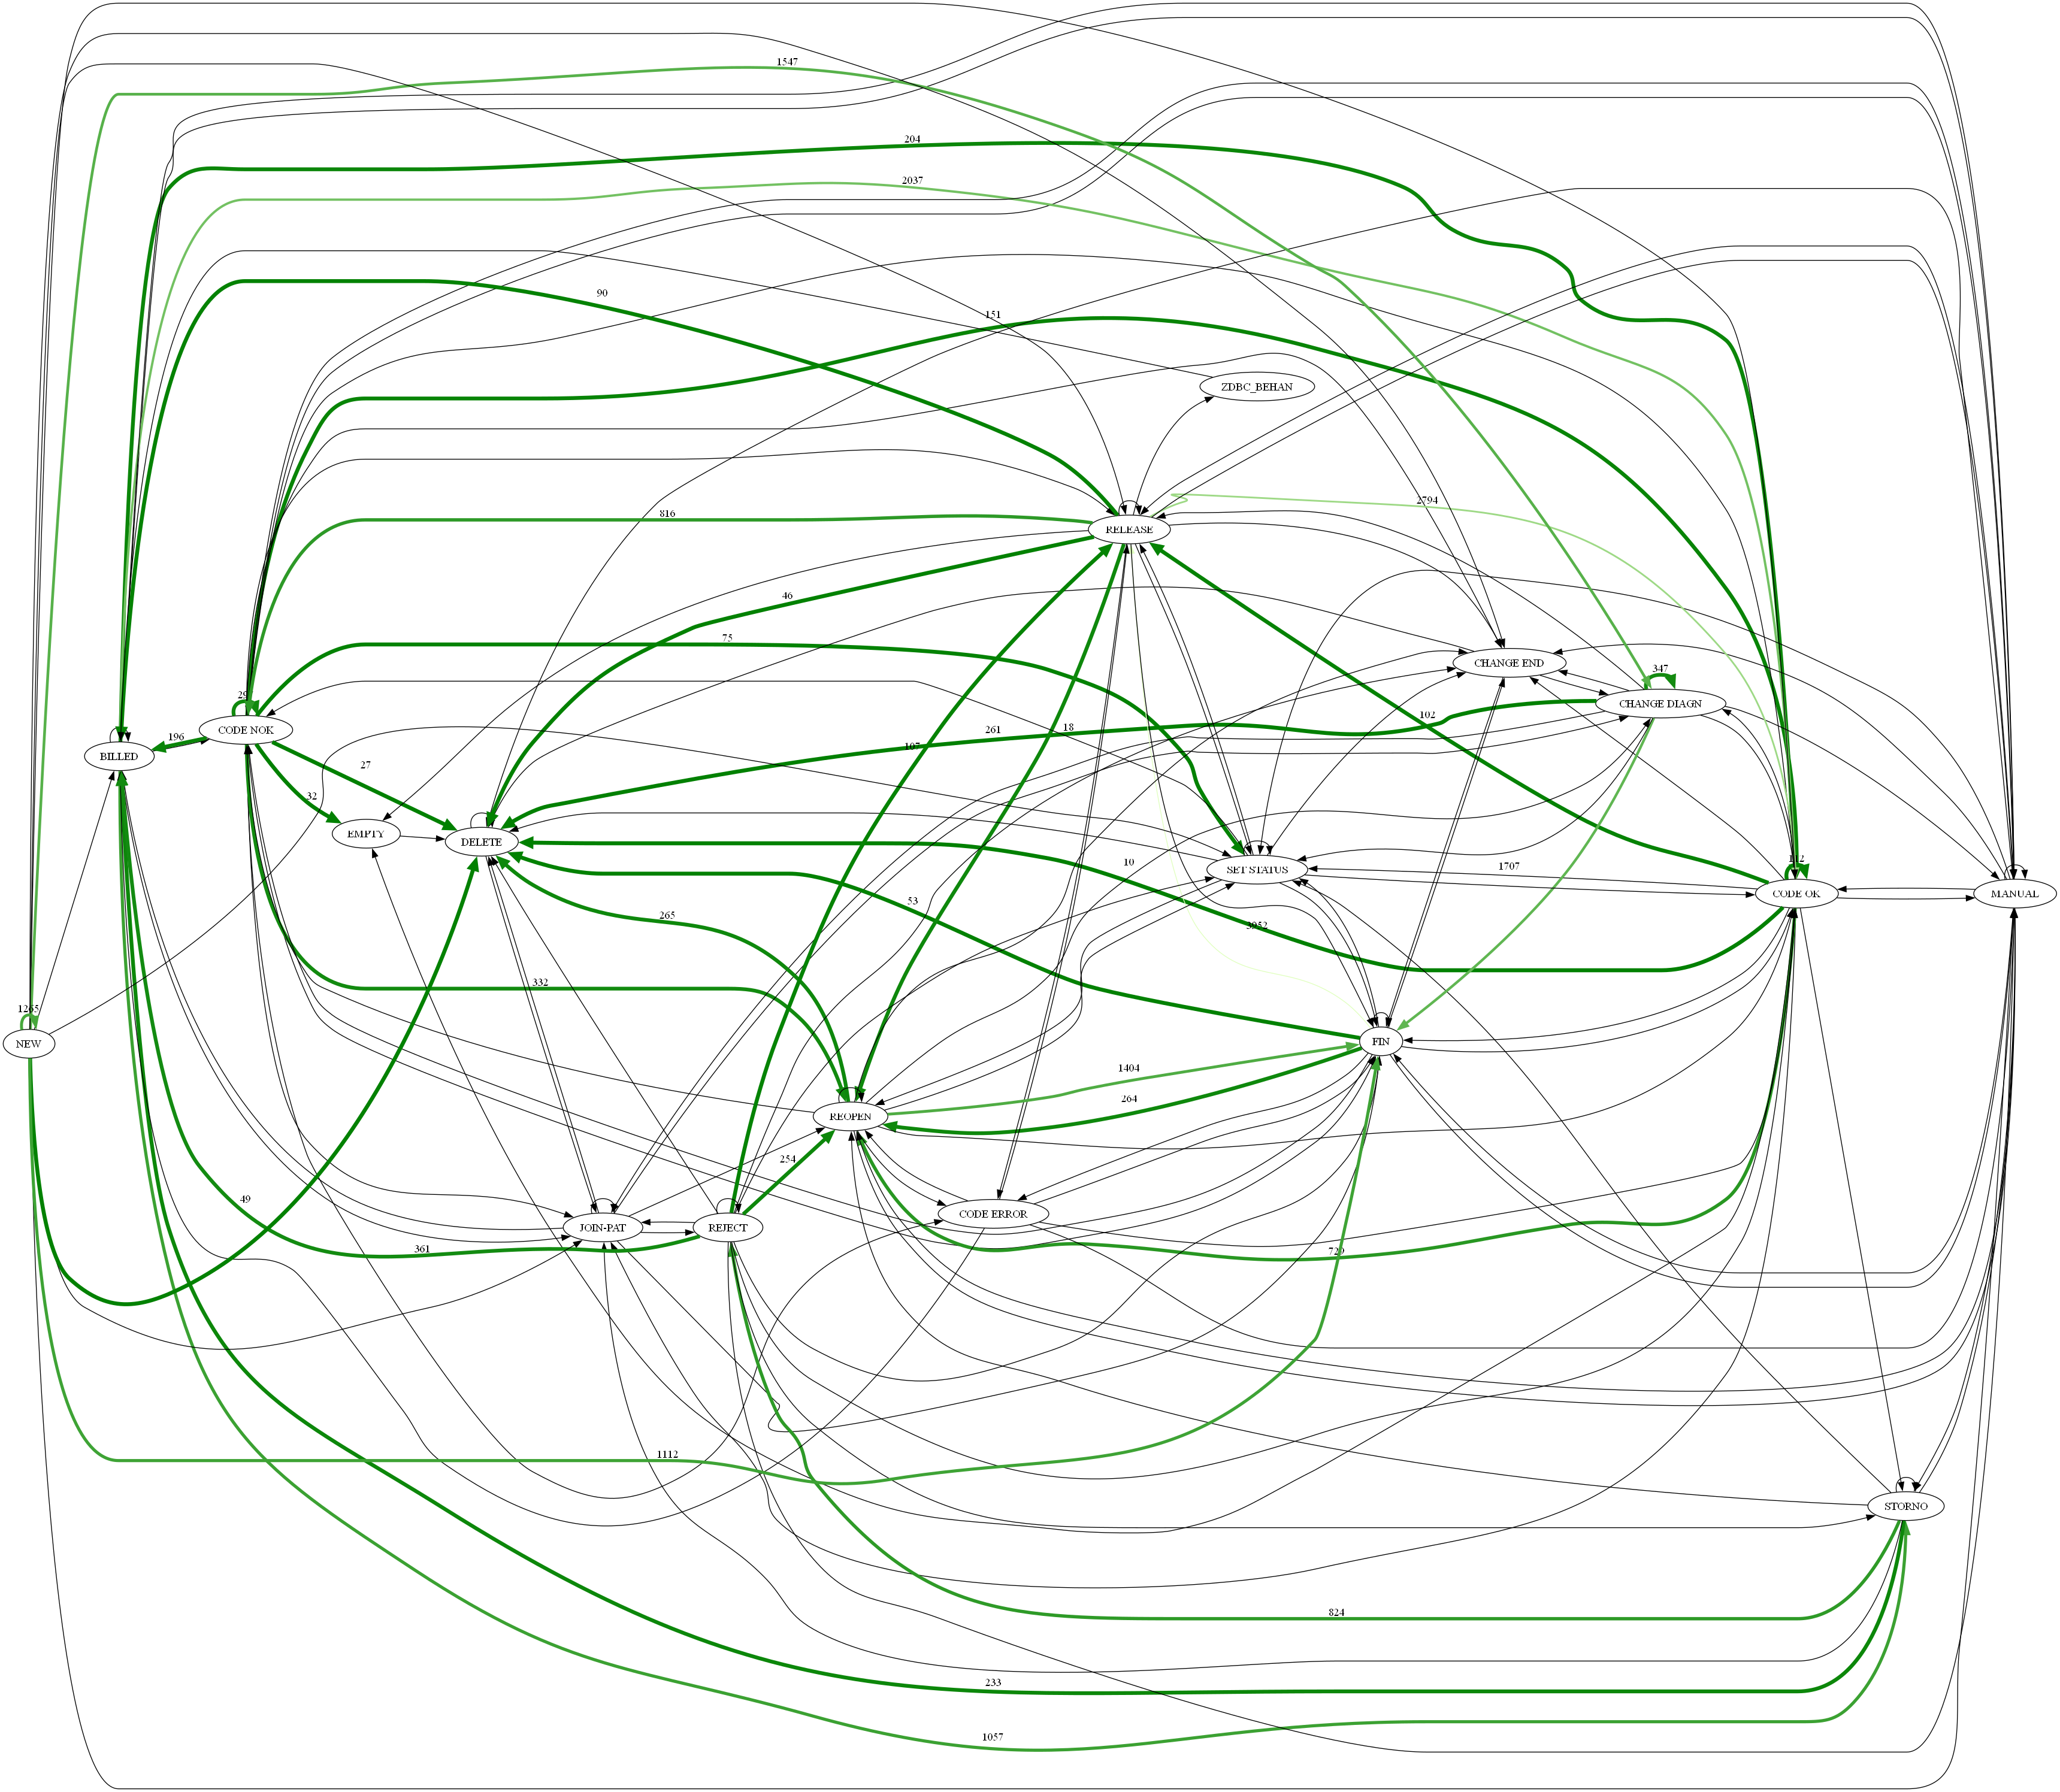 1547
204
2037
90
151
ZDBC_BEHAN
2794
816
RELEASE
46
75
CHANGE END
347
CHANGE DIAGN
29
102
18
261
107
CODE NOK
196
BILLED
27
32
EMPTY
DELETE
10
SET STATUS
1707
CODE OK
MANUAL
53
265
3952
332
1265
NEW
FIN
1404
264
REOPEN
254
49
JOIN-PAT
REJECT
CODE ERROR
361
729
1112
STORNO
824
233
1057